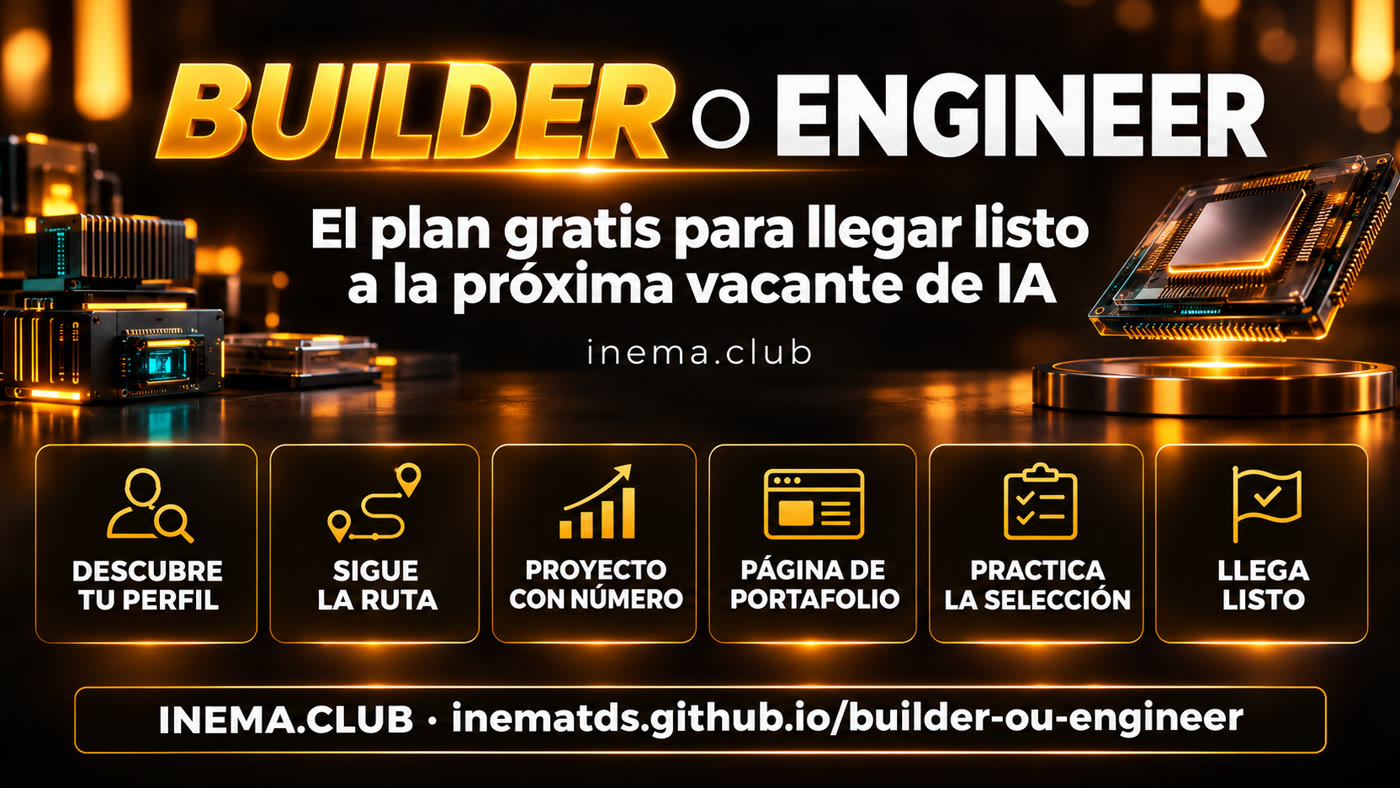 BUILDER O ENGINEER
El plan gratis para llegar listo
a la próxima vacante de IA
inema.club
DESCUBRE
TU PERFIL
SIGUE
LA RUTA
PROYECTO
CON NÚMERO
PÁGINA DE
PORTAFOLIO
PRACTICA
LA SELECCIÓN
LLEGA
LISTO
INEMA.CLUB · inematds.github.io/builder-ou-engineer